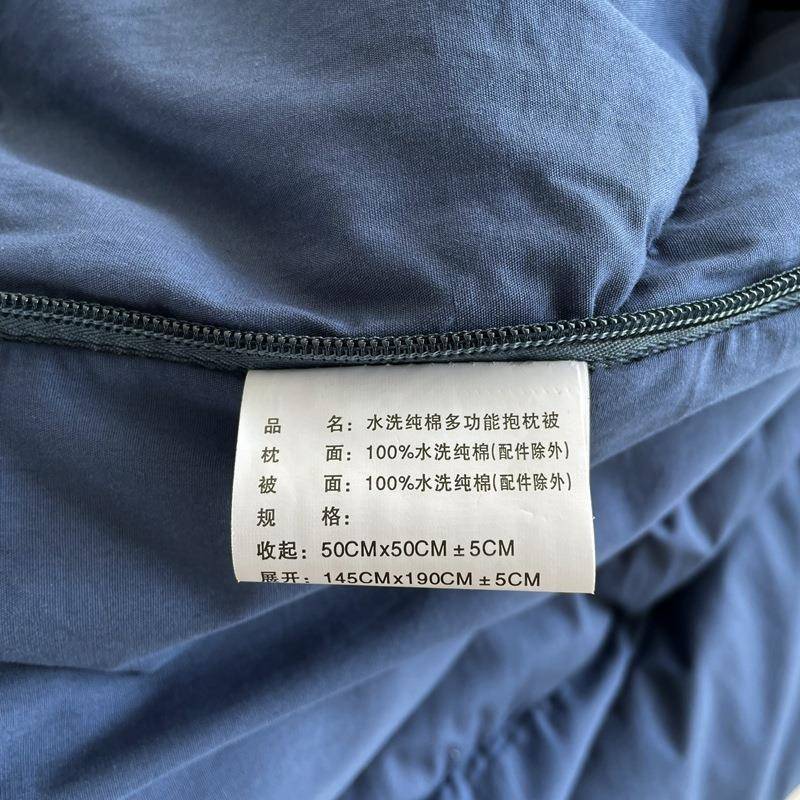 品 名：水洗纯棉多功能抱枕被
枕 面：100%水洗纯棉(配件除外)
被 面：100%水洗纯棉(配件除外)
规 格：
收起：50CMx50CM±5CM
展开：145CMx190CM±5CM